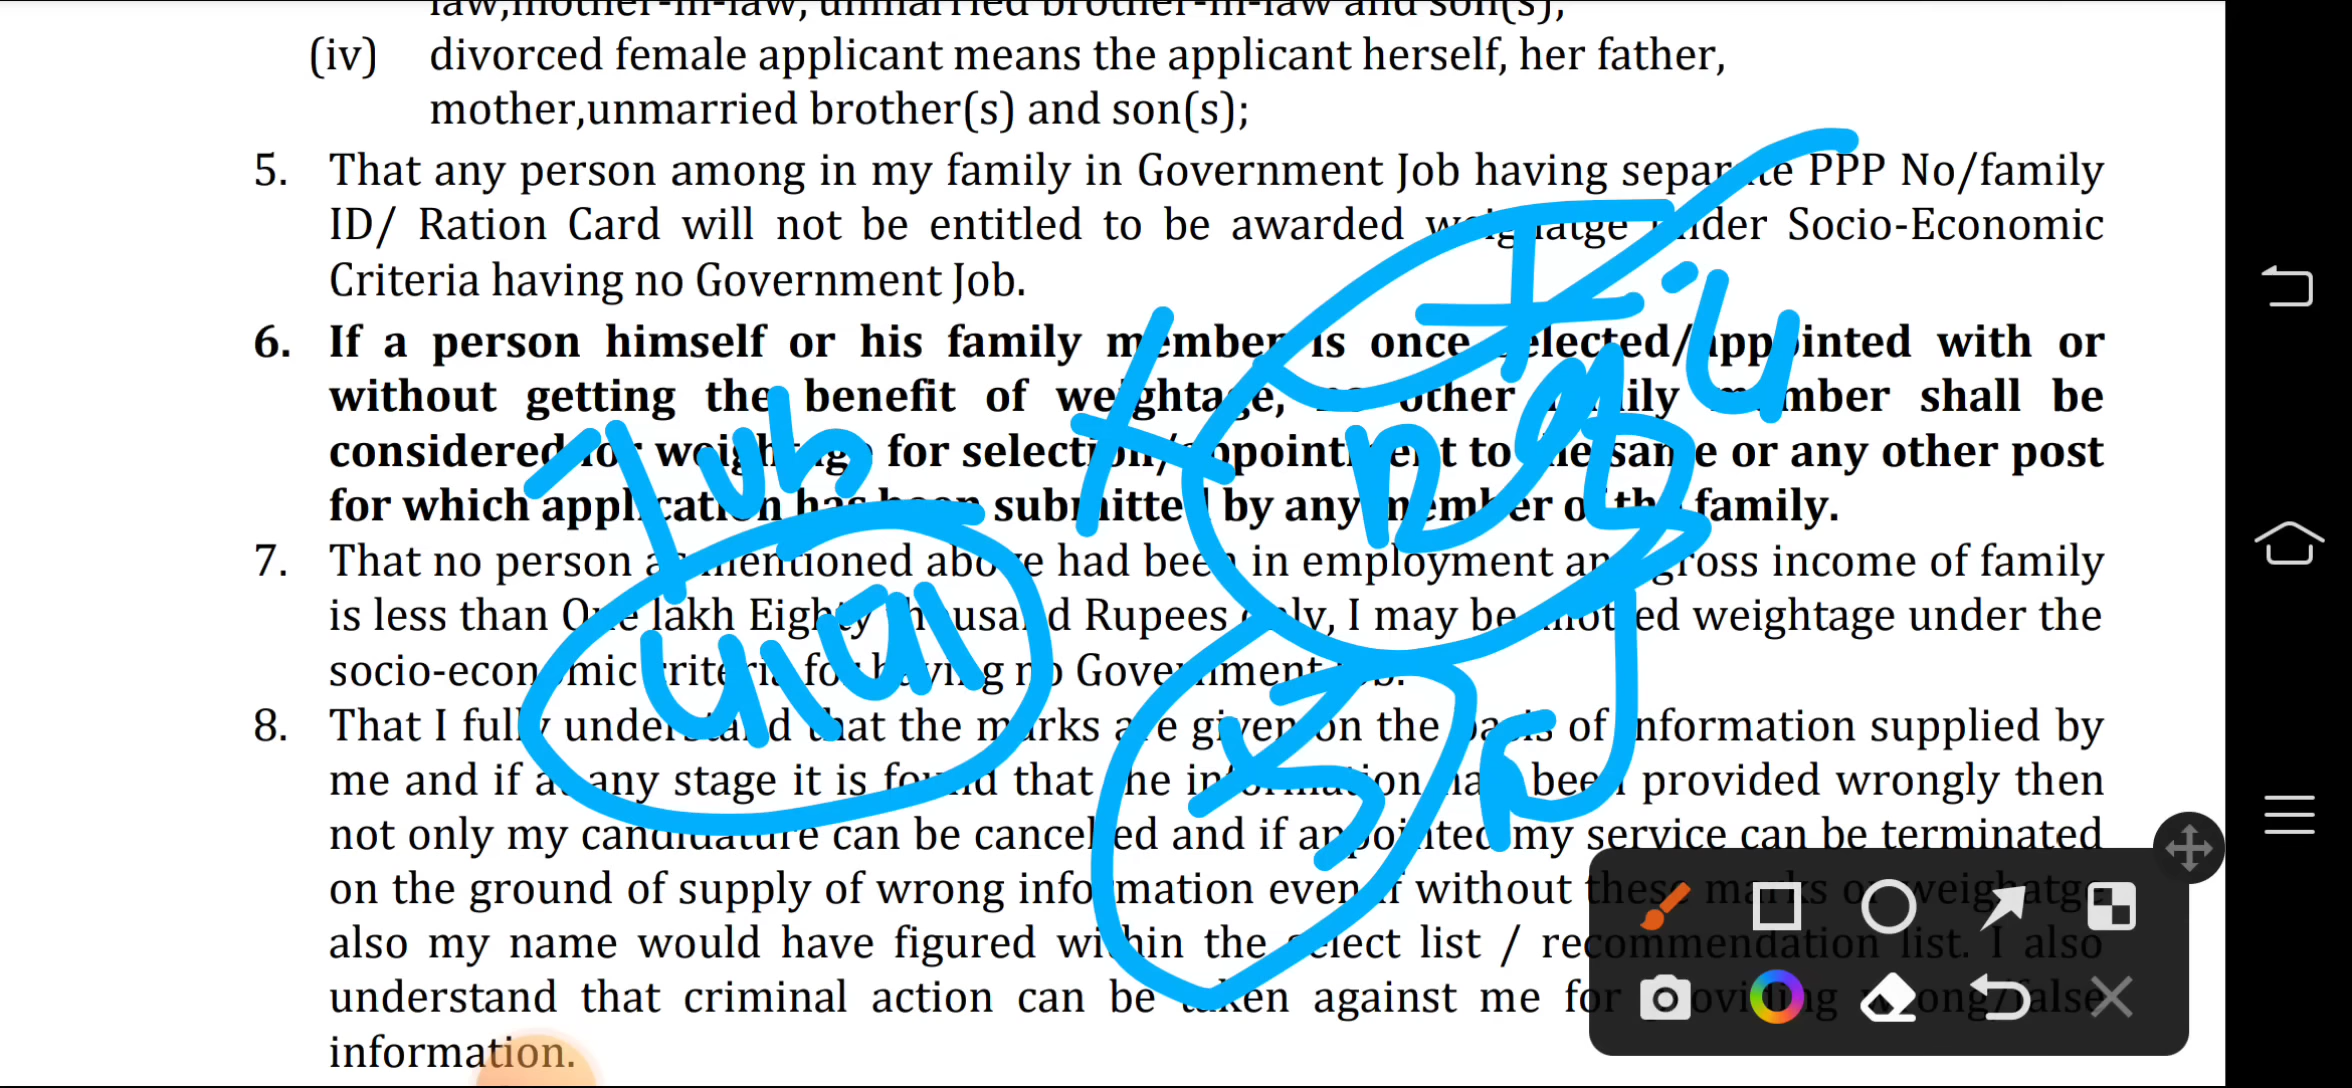 (iv) divorced female applicant means the applicant herself, her father,
mother,unmarried brother(s) and son(s);
5. That any person among in my family in Government Job having separate PPP No/family
ID/ Ration Card will not be entitled to be awarded weighatge under Socio-Economic
Criteria having no Government Job.
6. If a person himself or his family member is once selected/appointed with or
without getting the benefit of weightage, no other family member shall be
considered for weightage for selection/appointment to the same or any other post
for which application has been submitted by any member of the family.
7. That no person as mentioned above had been in employment and gross income of family
is less than One lakh Eighty thousand Rupees only, I may be allotted weightage under the
socio-economic criteria for having no Government Job.
8. That I fully understand that the marks are given on the basis of information supplied by
me and if at any stage it is found that the information has been provided wrongly then
not only my candidature can be cancelled and if appointed my service can be terminated
on the ground of supply of wrong information even if without these marks or weighatge
also my name would have figured within the select list / recommendation list. I also
understand that criminal action can be taken against me for providing wrong/false
information.